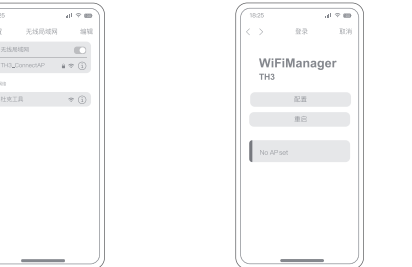 无线局域网 编辑
无线局域网
TH3_ConnectAP
杜来工具
18:25
登录 取消
WiFiManager
TH3
配置
重启
No AP set